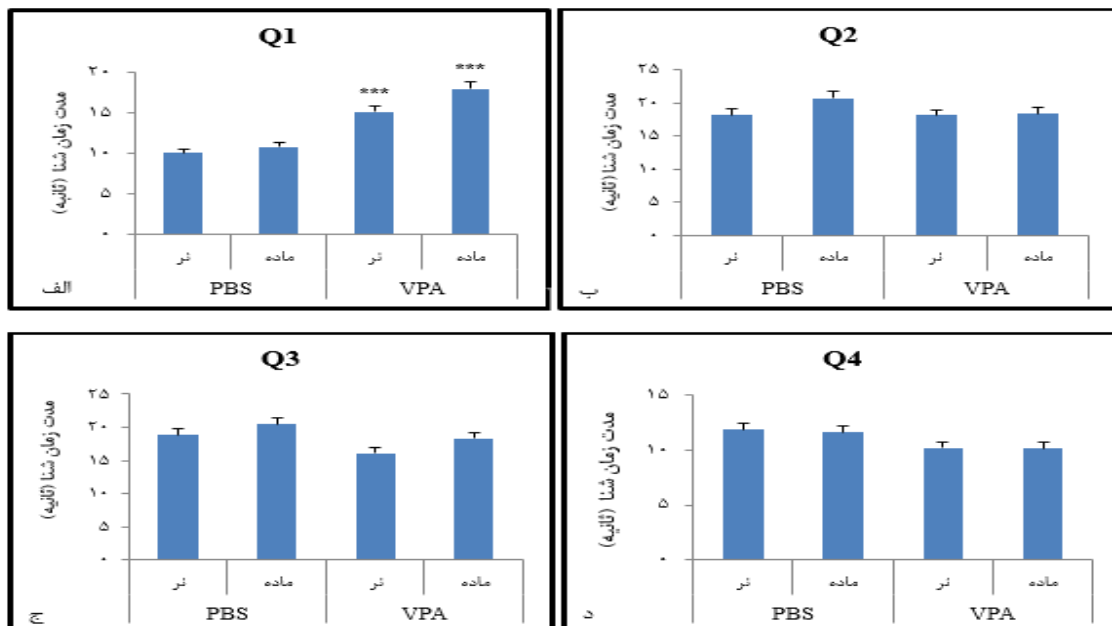 Q1
مدت زمان شنا (ثانیه)
۲۰
۱۵
۱۰
۵
۰
***
***
نر
ماده
نر
ماده
PBS
VPA
الف
Q2
مدت زمان شنا (ثانیه)
۲۵
۲۰
۱۵
۱۰
۵
۰
نر
ماده
نر
ماده
PBS
VPA
ب
Q3
مدت زمان شنا (ثانیه)
۲۵
۲۰
۱۵
۱۰
۵
۰
نر
ماده
نر
ماده
PBS
VPA
ج
Q4
مدت زمان شنا (ثانیه)
۱۵
۱۰
۵
۰
نر
ماده
نر
ماده
PBS
VPA
د